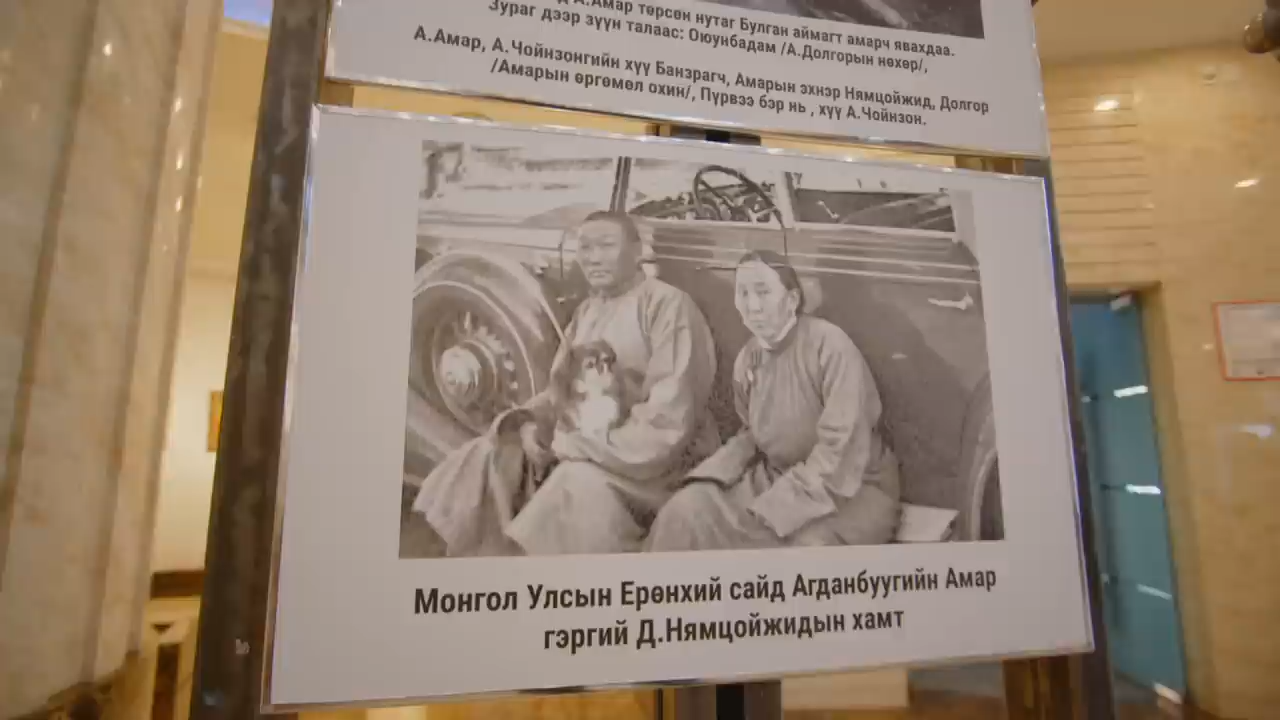 А.Амар төрсөн нутаг Булган аймагт амарч явахдаа.
Зураг дээр зүүн талаас: Оюунбадам /А.Долгорын нөхөр/,
А.Амар, А.Чойнзонгийн хүү Банзрагч, Амарын эхнэр Нямцойжид, Долгор
/Амарын өргөмөл охин/, Пүрвээ бэр нь , хүү А.Чойнзон.
Монгол Улсын Ерөнхий сайд Агданбуугийн Амар
гэргий Д.Нямцойжидын хамт